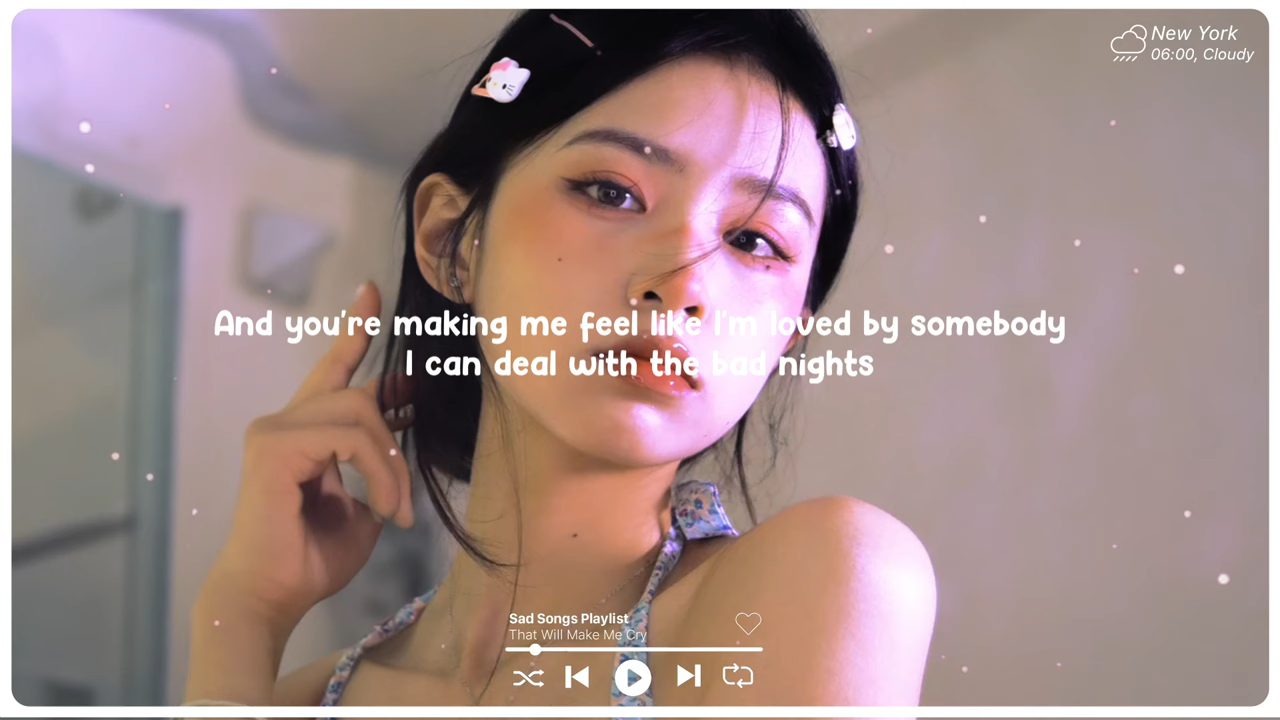 New York
06:00, Cloudy
And you're making me feel like I'm loved by somebody
I can deal with the bad nights
Sad Songs Playlist
That Will Make Me Cry